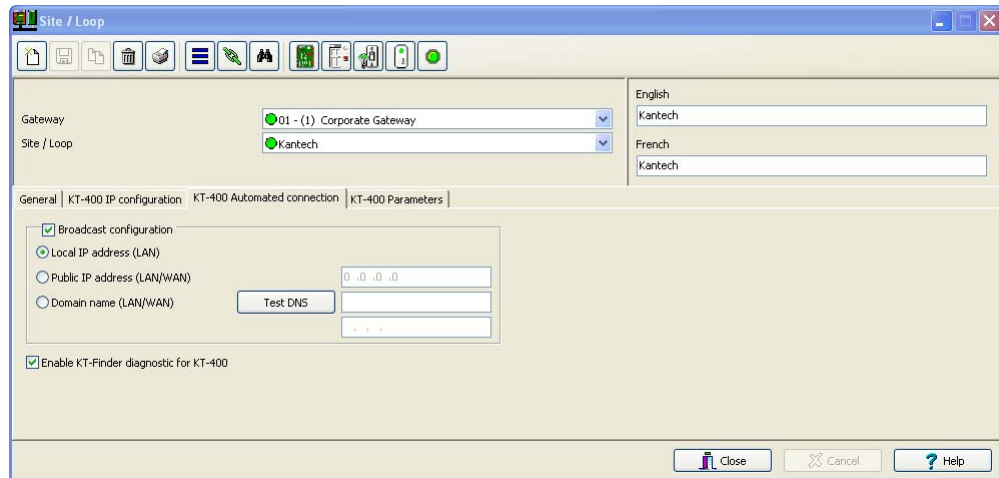 Site / Loop
Gateway
01 - (1) Corporate Gateway
Site / Loop
Kantech
English
Kantech
French
Kantech
General
KT-400 IP configuration
KT-400 Automated connection
KT-400 Parameters
Broadcast configuration
Local IP address (LAN)
Public IP address (LAN/WAN)
0 .0 .0 .0
Domain name (LAN/WAN)
Test DNS
. . .
Enable KT-Finder diagnostic for KT-400
Close
Cancel
Help